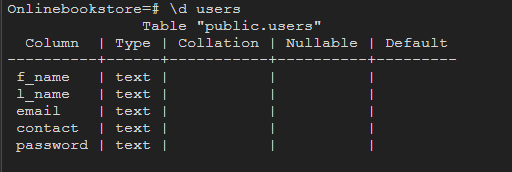 Onlinebookstore=# \d users
Table "public.users"
Column | Type | Collation | Nullable | Default
----------+------+-----------+----------+---------
f_name | text | | |
l_name | text | | |
email | text | | |
contact | text | | |
password | text | | |